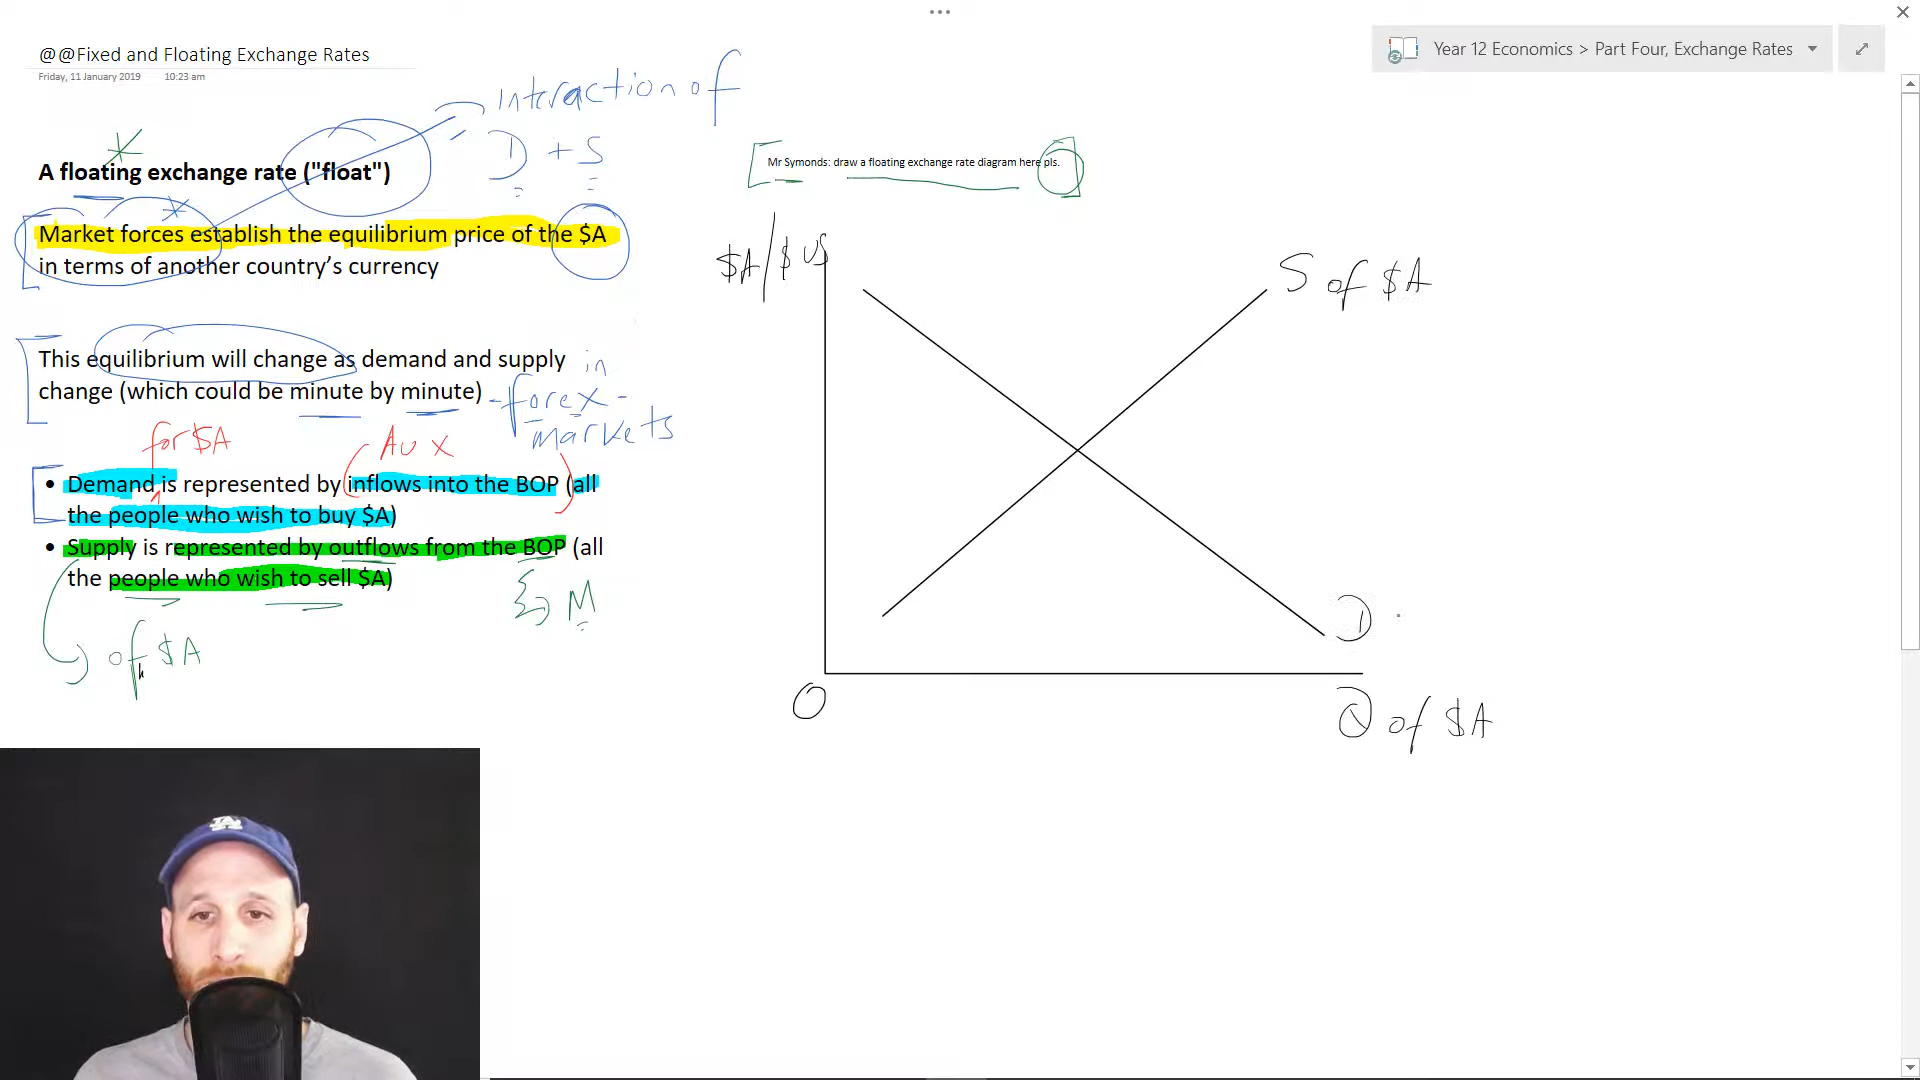 @@Fixed and Floating Exchange Rates
Friday, 11 January 2019 10:23 am
Year 12 Economics > Part Four, Exchange Rates
Interaction of
D + S
A floating exchange rate ("float")
Market forces establish the equilibrium price of the $A
in terms of another country’s currency
This equilibrium will change as demand and supply
change (which could be minute by minute)
in
-forex-
markets
for $A
AU X
• Demand is represented by inflows into the BOP (all
the people who wish to buy $A)
• Supply is represented by outflows from the BOP (all
the people who wish to sell $A)
M
of $A
Mr Symonds: draw a floating exchange rate diagram here pls.
$A/$US
S of $A
D
O
Q of $A
LA